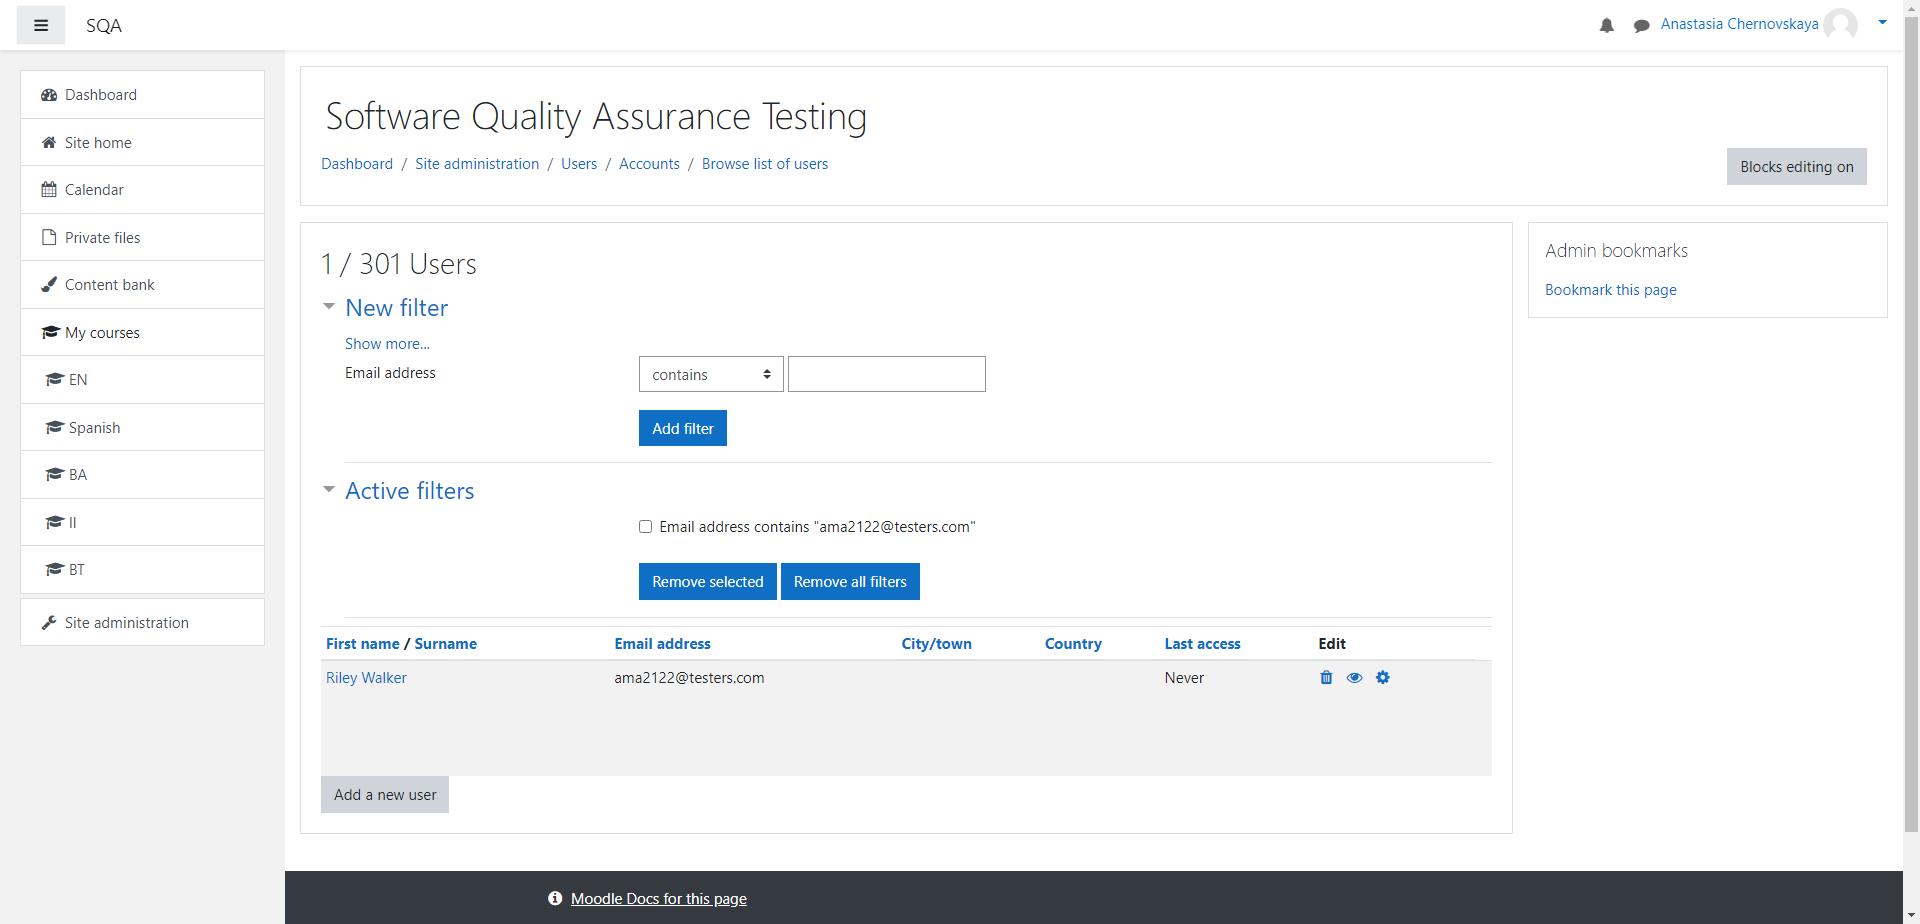 SQA
Anastasia Chernovskaya
Dashboard
Site home
Calendar
Private files
Content bank
My courses
EN
Spanish
BA
II
BT
Site administration
Software Quality Assurance Testing
Dashboard / Site administration / Users / Accounts / Browse list of users
Blocks editing on
1 / 301 Users
New filter
Show more...
Email address contains
Add filter
Active filters
Email address contains "ama2122@testers.com"
Remove selected Remove all filters
First name / Surname Email address City/town Country Last access Edit
Riley Walker ama2122@testers.com Never
Add a new user
Admin bookmarks
Bookmark this page
Moodle Docs for this page